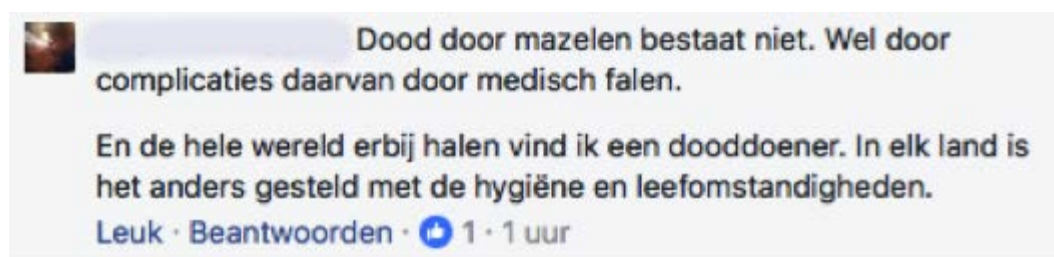 Dood door mazelen bestaat niet. Wel door
complicaties daarvan door medisch falen.
En de hele wereld erbij halen vind ik een dooddoener. In elk land is
het anders gesteld met de hygiëne en leefomstandigheden.
Leuk · Beantwoorden · 1 · 1 uur